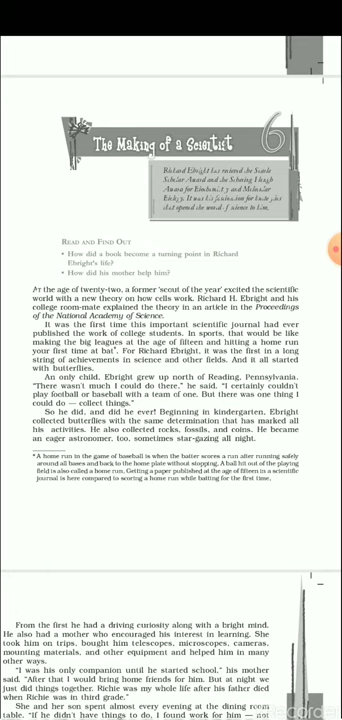 The Making of a Scientist
6
Richard Ebright has received the Searle
Scholar Award and the Schering Plough
Award for Biochemistry and Molecular
Biology. It was his fascination for butterflies
that opened the world of science to him.
READ AND FIND OUT
• How did a book become a turning point in Richard
Ebright's life?
• How did his mother help him?
AT the age of twenty-two, a former 'scout of the year' excited the scientific
world with a new theory on how cells work. Richard H. Ebright and his
college room-mate explained the theory in an article in the Proceedings
of the National Academy of Science.
It was the first time this important scientific journal had ever
published the work of college students. In sports, that would be like
making the big leagues at the age of fifteen and hitting a home run
your first time at bat*. For Richard Ebright, it was the first in a long
string of achievements in science and other fields. And it all started
with butterflies.
An only child, Ebright grew up north of Reading, Pennsylvania.
"There wasn't much I could do there," he said. "I certainly couldn't
play football or baseball with a team of one. But there was one thing I
could do — collect things."
So he did, and did he ever! Beginning in kindergarten, Ebright
collected butterflies with the same determination that has marked all
his activities. He also collected rocks, fossils, and coins. He became
an eager astronomer, too, sometimes star-gazing all night.
* A home run in the game of baseball is when the batter scores a run after running safely
around all bases and back to the home plate without stopping. A ball hit out of the playing
field is also called a home run. Getting a paper published at the age of fifteen in a scientific
journal is here compared to scoring a home run while batting for the first time.
From the first he had a driving curiosity along with a bright mind.
He also had a mother who encouraged his interest in learning. She
took him on trips, bought him telescopes, microscopes, cameras,
mounting materials, and other equipment and helped him in many
other ways.
"I was his only companion until he started school," his mother
said. "After that I would bring home friends for him. But at night we
just did things together. Richie was my whole life after his father died
when Richie was in third grade."
She and her son spent almost every evening at the dining room
table. "If he didn't have things to do, I found work for him — not
recorder